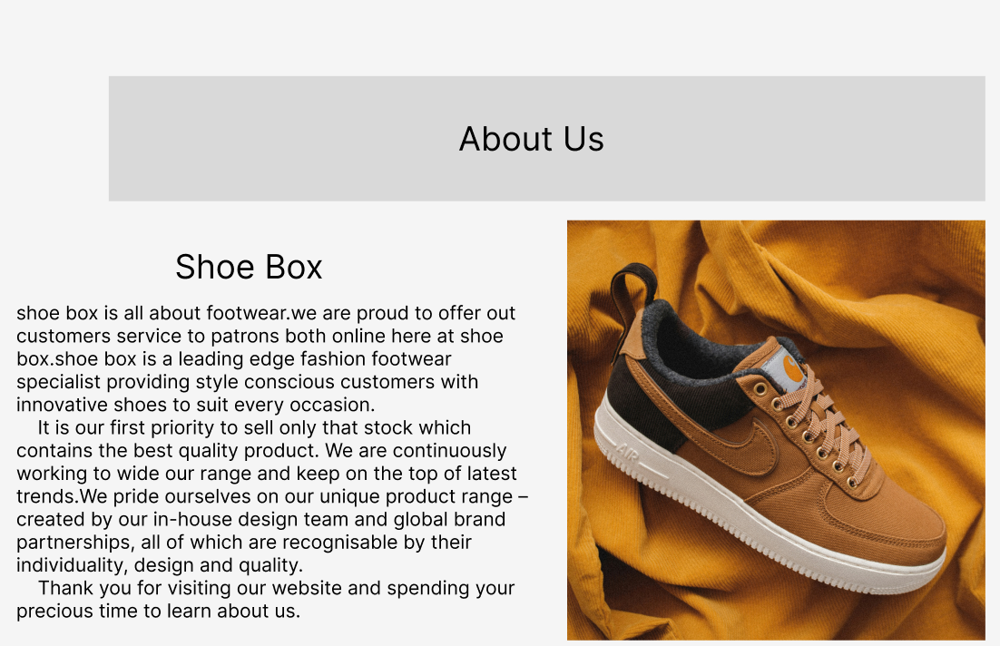 About Us
Shoe Box
shoe box is all about footwear.we are proud to offer out
customers service to patrons both online here at shoe
box.shoe box is a leading edge fashion footwear
specialist providing style conscious customers with
innovative shoes to suit every occasion.
It is our first priority to sell only that stock which
contains the best quality product. We are continuously
working to wide our range and keep on the top of latest
trends.We pride ourselves on our unique product range –
created by our in-house design team and global brand
partnerships, all of which are recognisable by their
individuality, design and quality.
Thank you for visiting our website and spending your
precious time to learn about us.
AIR